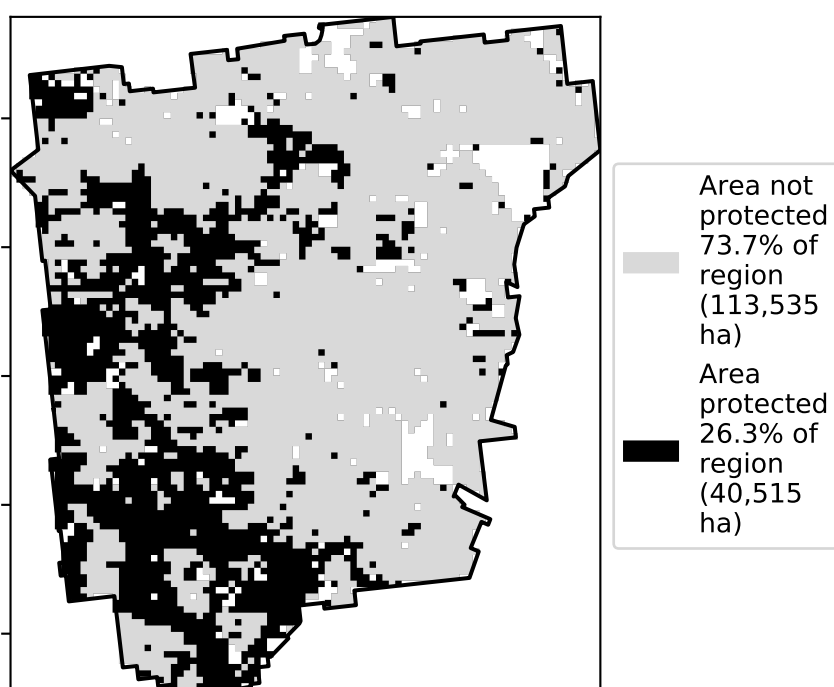 Area not
protected
73.7% of
region
(113,535
ha)
Area
protected
26.3% of
region
(40,515
ha)